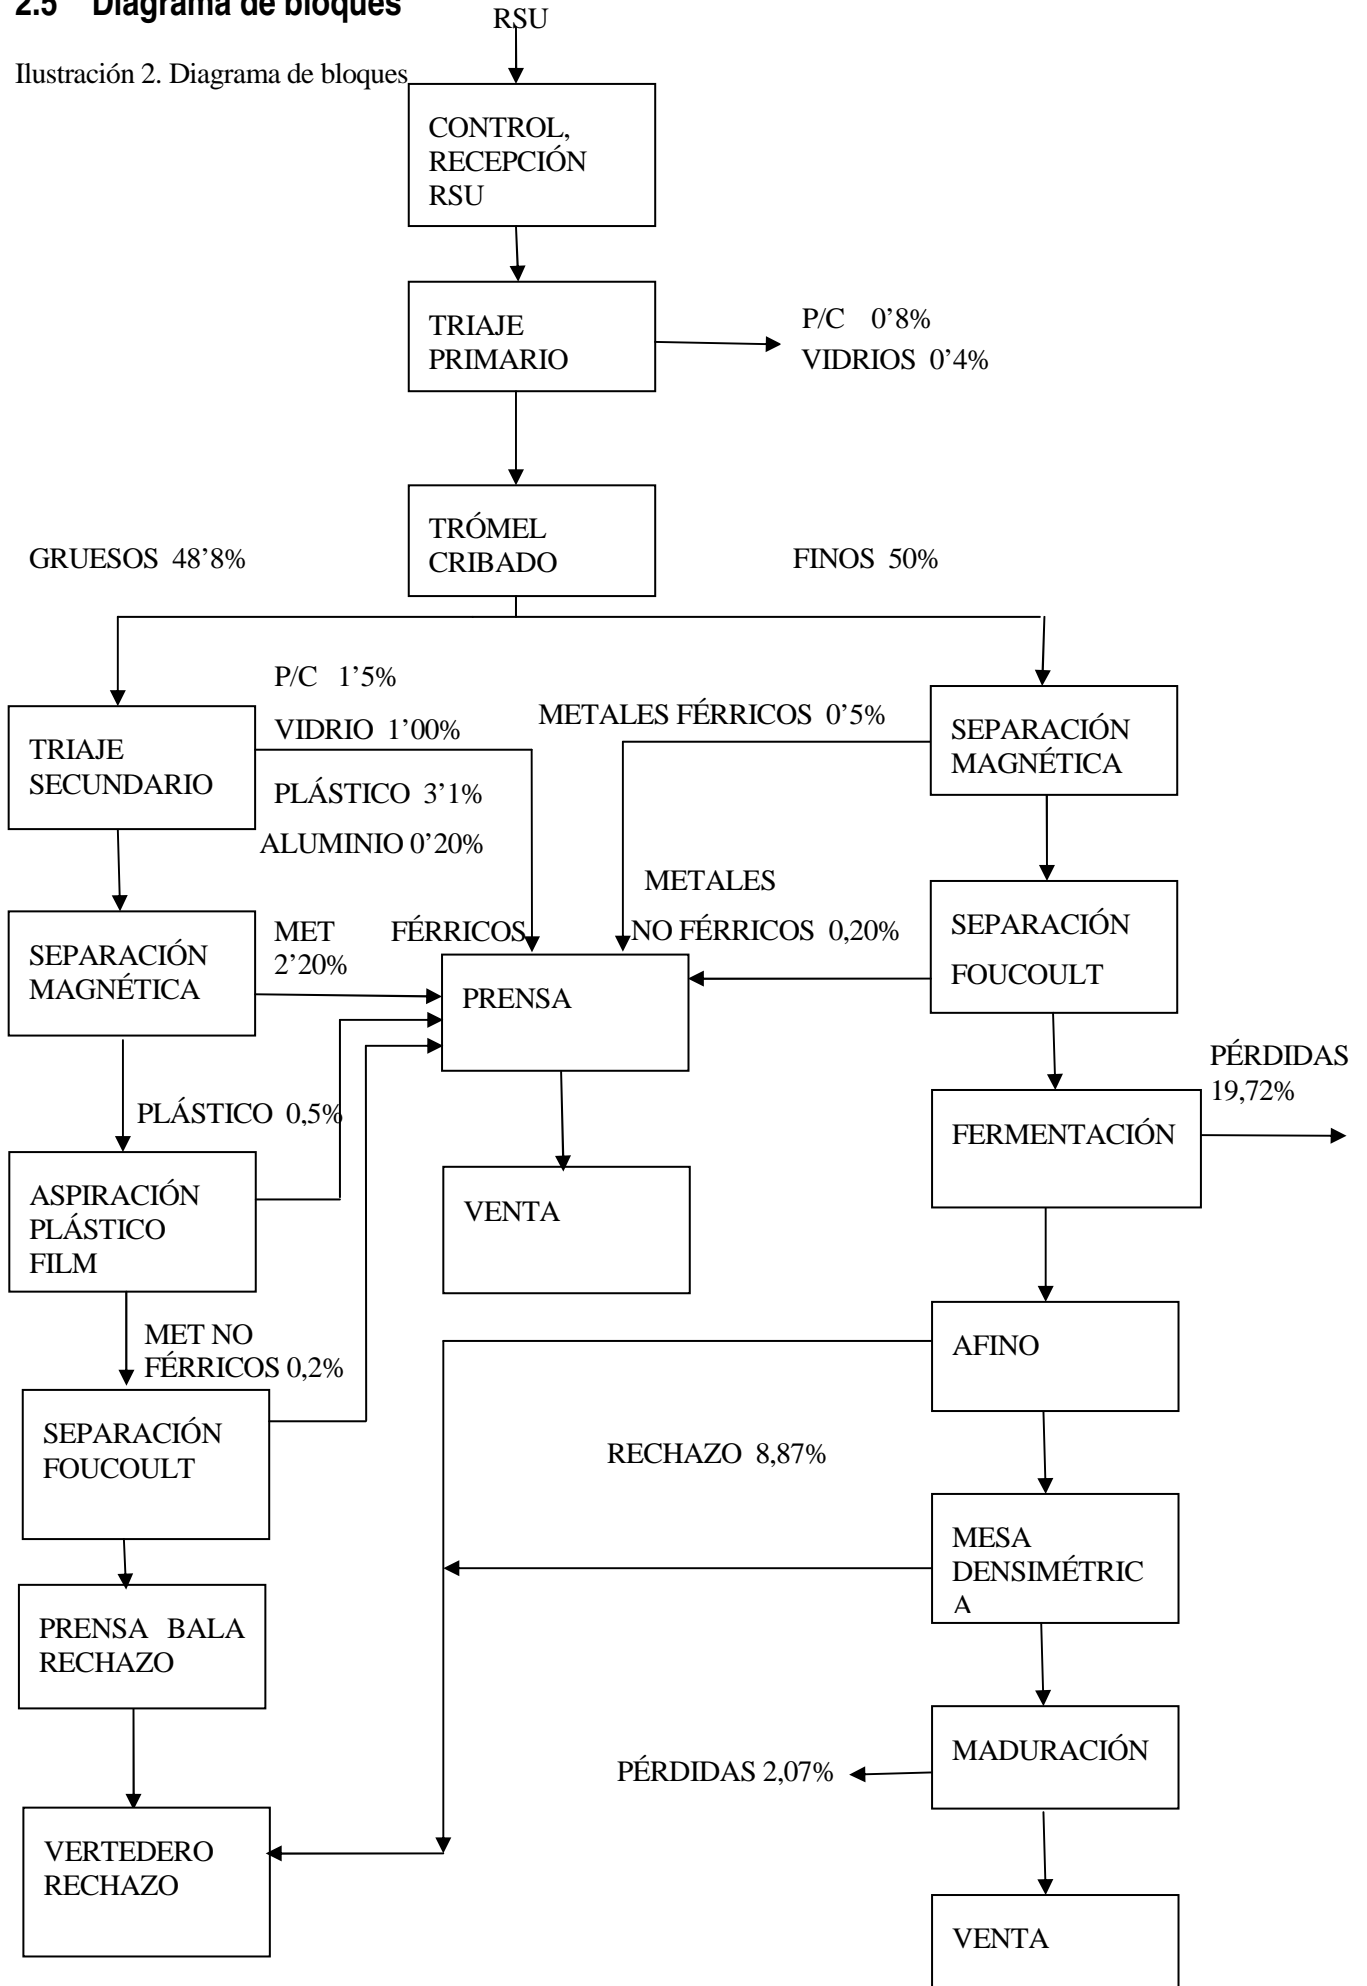 2.5 Diagrama de bloques
RSU
Ilustración 2. Diagrama de bloques
CONTROL,
RECEPCIÓN
RSU
TRIAJE
PRIMARIO
P/C 0’8%
VIDRIOS 0’4%
TRÓMEL
CRIBADO
GRUESOS 48’8%
FINOS 50%
P/C 1’5%
VIDRIO 1’00%
PLÁSTICO 3’1%
ALUMINIO 0’20%
TRIAJE
SECUNDARIO
METALES FÉRRICOS 0’5%
SEPARACIÓN
MAGNÉTICA
METALES
NO FÉRRICOS 0,20%
SEPARACIÓN
FOUCOULT
SEPARACIÓN
MAGNÉTICA
MET FÉRRICOS
2’20%
PRENSA
PÉRDIDAS
19,72%
FERMENTACIÓN
PLÁSTICO 0,5%
ASPIRACIÓN
PLÁSTICO
FILM
VENTA
MET NO
FÉRRICOS 0,2%
AFINO
SEPARACIÓN
FOUCOULT
RECHAZO 8,87%
MESA
DENSIMÉTRIC
A
PRENSA BALA
RECHAZO
MADURACIÓN
PÉRDIDAS 2,07%
VERTEDERO
RECHAZO
VENTA